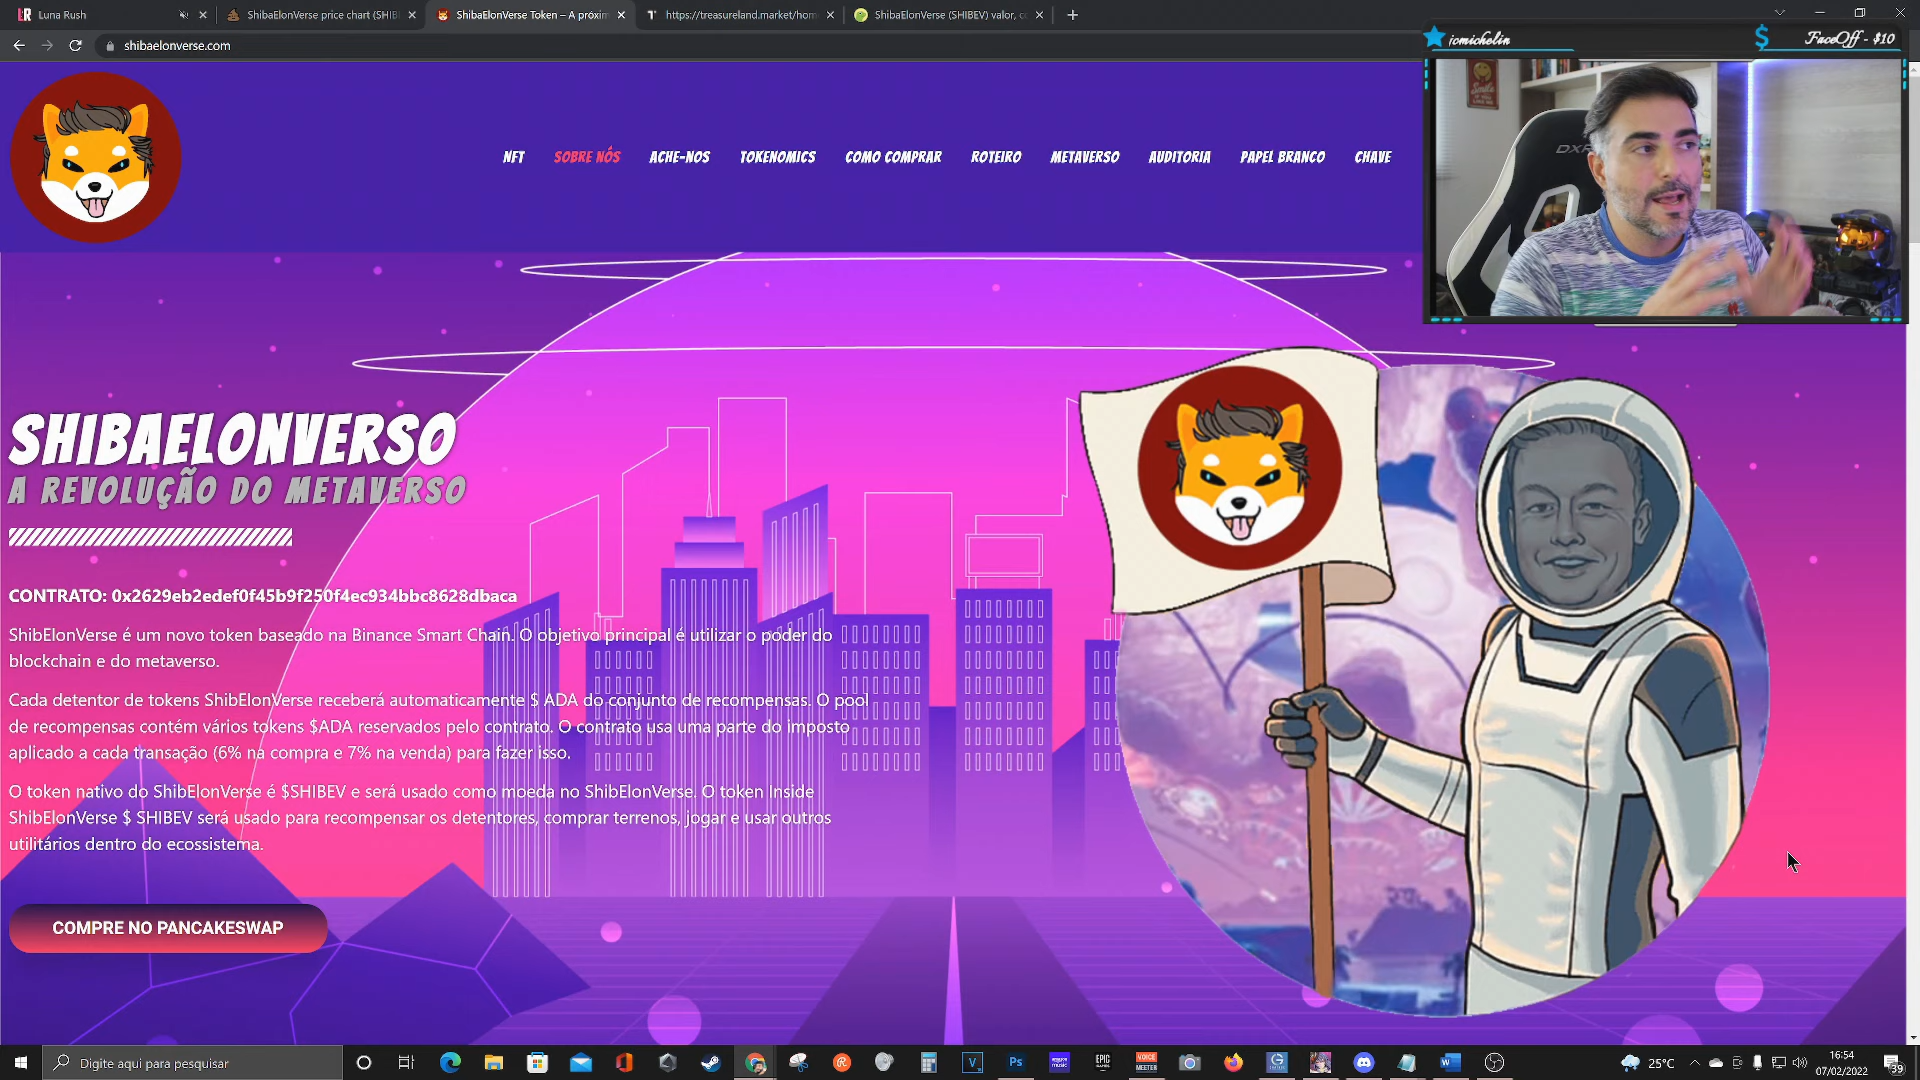 Luna Rush
ShibaElonVerse price chart (SHIB
ShibaElonVerse Token – A próxim
https://treasureland.market/hom
ShibaElonVerse (SHIBEV) valor, c
shibaelonverse.com
icmichelin
FaceOff - $10
NFT
SOBRE NÓS
ACHE-NOS
TOKENOMICS
COMO COMPRAR
ROTEIRO
METAVERSO
AUDITORIA
PAPEL BRANCO
CHAVE
SHIBAELONVERSO
A REVOLUÇÃO DO METAVERSO
CONTRATO: 0x2629eb2edef0f45b9f250f4ec934bbc8628dbaca
ShibElonVerse é um novo token baseado na Binance Smart Chain. O objetivo principal é utilizar o poder do
blockchain e do metaverso.
Cada detentor de tokens ShibElonVerse receberá automaticamente $ ADA do conjunto de recompensas. O pool
de recompensas contém vários tokens $ADA reservados pelo contrato. O contrato usa uma parte do imposto
aplicado a cada transação (6% na compra e 7% na venda) para fazer isso.
O token nativo do ShibElonVerse é $SHIBEV e será usado como moeda no ShibElonVerse. O token Inside
ShibElonVerse $ SHIBEV será usado para recompensar os detentores, comprar terrenos, jogar e usar outros
utilitários dentro do ecossistema.
COMPRE NO PANCAKESWAP
Digite aqui para pesquisar
25°C
16:54
07/02/2022
39